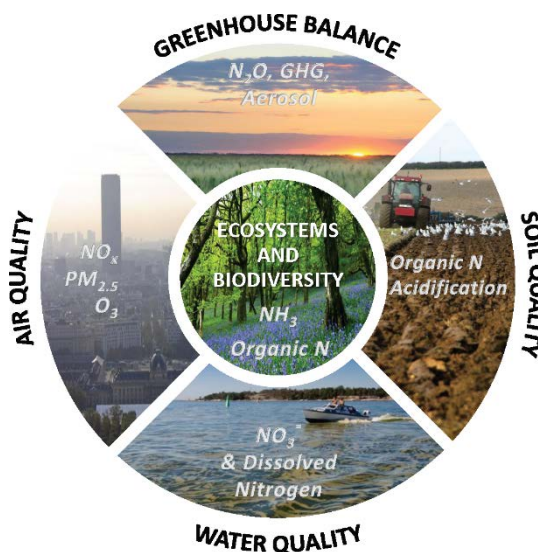 GREENHOUSE BALANCE
N₂O, GHG,
Aerosol
AIR QUALITY
NOₓ
PM₂.₅
O₃
ECOSYSTEMS
AND
BIODIVERSITY
NH₃
Organic N
Organic N
Acidification
SOIL QUALITY
NO₃⁻
& Dissolved
Nitrogen
WATER QUALITY